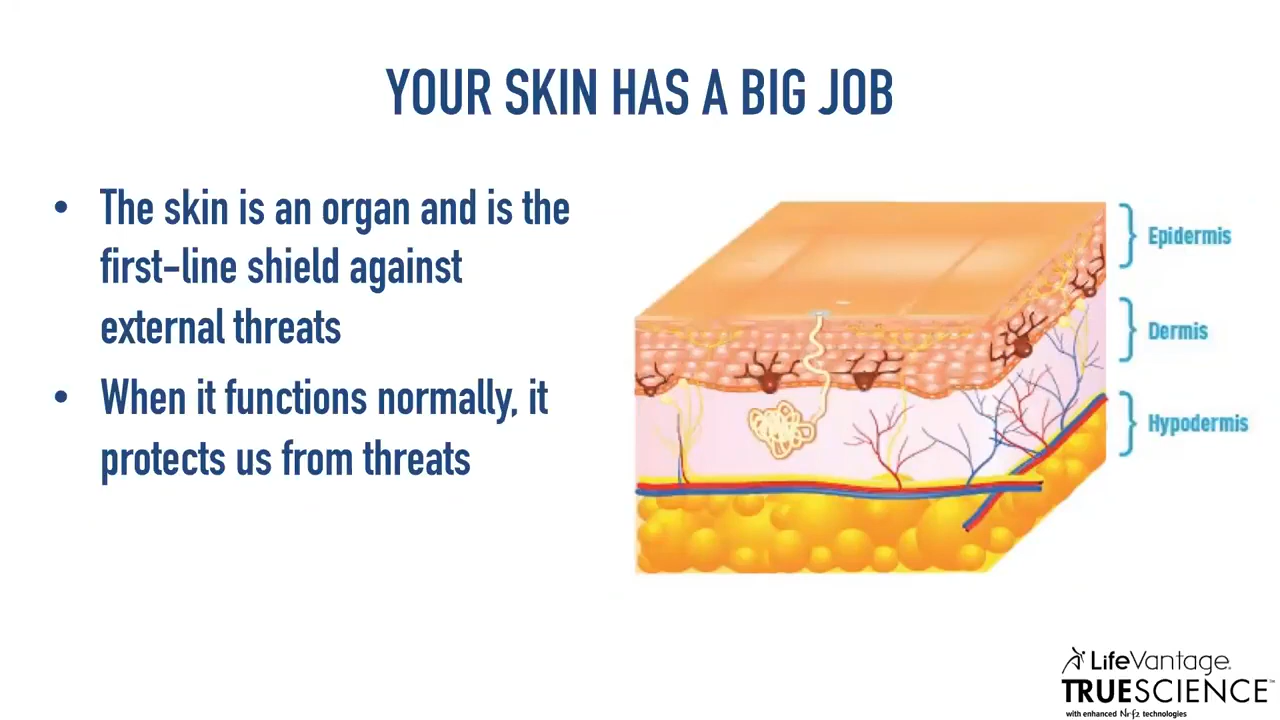 YOUR SKIN HAS A BIG JOB
• The skin is an organ and is the
first-line shield against
external threats
• When it functions normally, it
protects us from threats
Epidermis
Dermis
Hypodermis
LifeVantage®
TRUESCIENCE™
with enhanced Nrf2 technologies